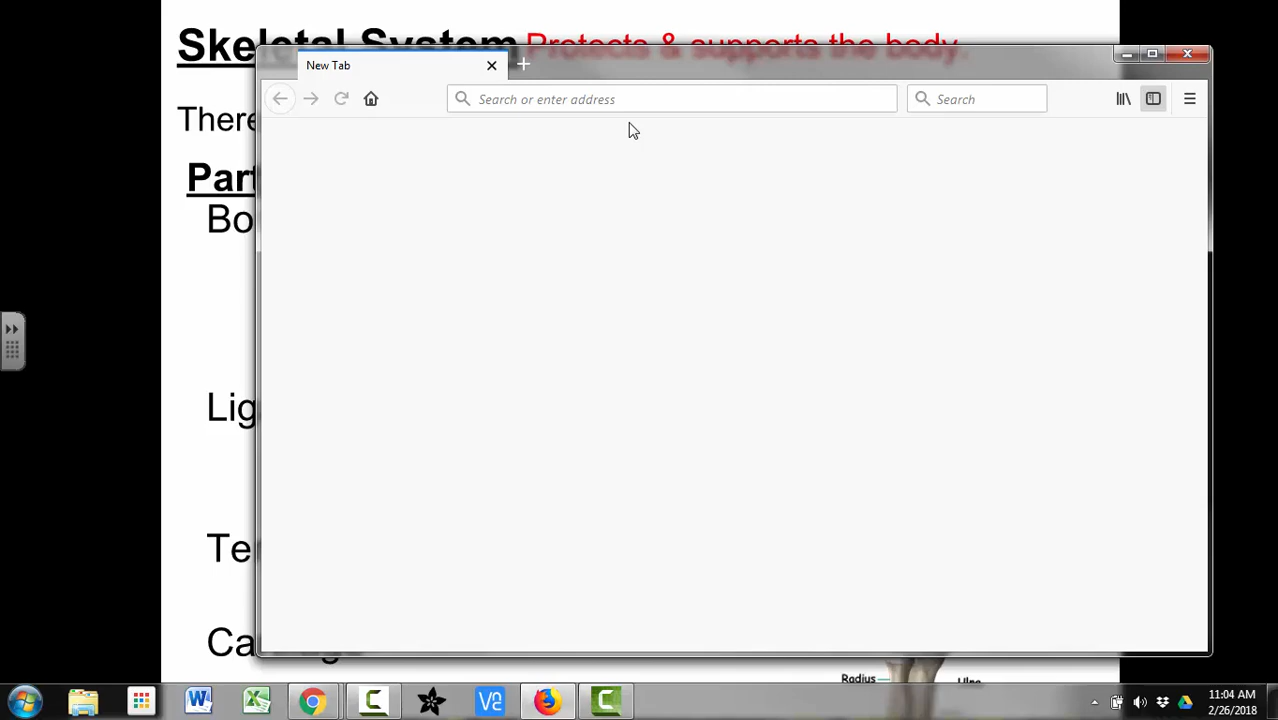 Skeletal System Protects & supports the body.
New Tab
Search or enter address
Search
There
Part
Bo
Lig
Te
Ca
Radius
Ulna
11:04 AM
2/26/2018